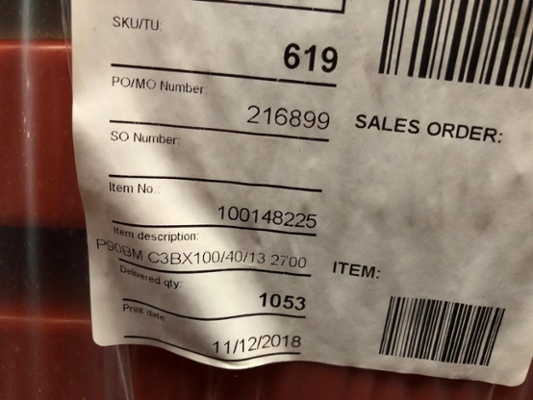 SKU/TU:
619
PO/MO Number:
216899
SALES ORDER:
SO Number:
Item No.:
100148225
Item description:
P90BM C3BX100/40/13 2700
ITEM:
Delivered qty:
1053
Print date
11/12/2018